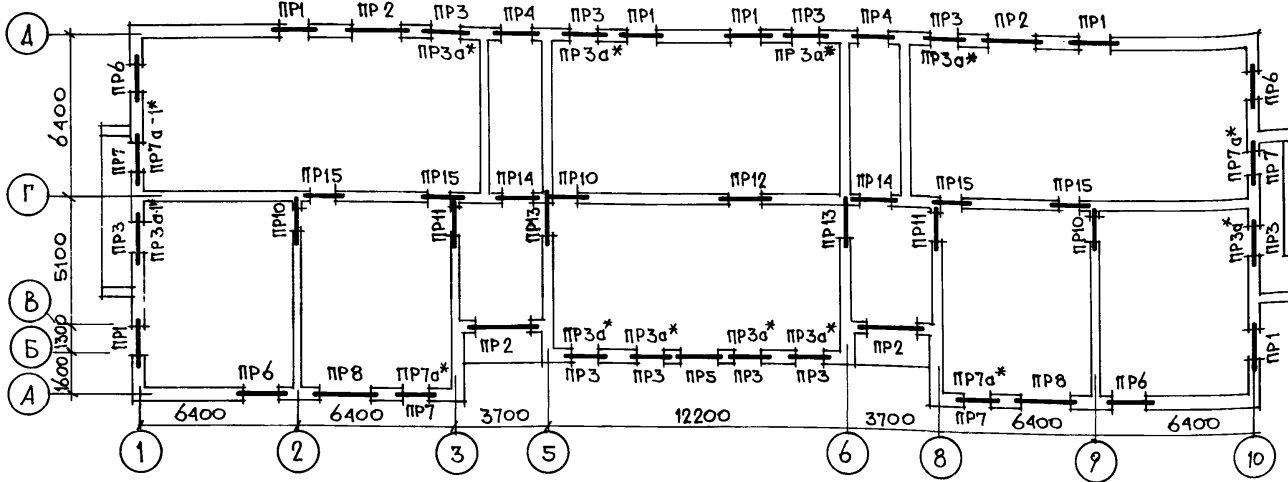 ПР1 ПР2 ПР3 ПР4 ПР3 ПР1 ПР1 ПР3 ПР4 ПР3 ПР2 ПР1
Д
ПР3а* ПР3а* ПР3а* ПР3а*
ПР6 ПР6
6400
ПР7 ПР7а-1* ПР7а* ПР7
Г
ПР15 ПР15 ПР14 ПР10 ПР12 ПР14 ПР15 ПР15
ПР10 ПР11 ПР13 ПР13 ПР11 ПР10
ПР3 ПР3а-1* ПР3а* ПР3
5100
В
1300
ПР1 ПР1
ПР2 ПР3а* ПР3а* ПР3а* ПР3а* ПР2
Б
ПР3 ПР3 ПР5 ПР3 ПР3
1600
ПР6 ПР8 ПР7а* ПР7а* ПР8 ПР6
А
ПР7 ПР7
6400 6400 3700 12200 3700 6400 6400
1 2 3 5 6 8 9 10